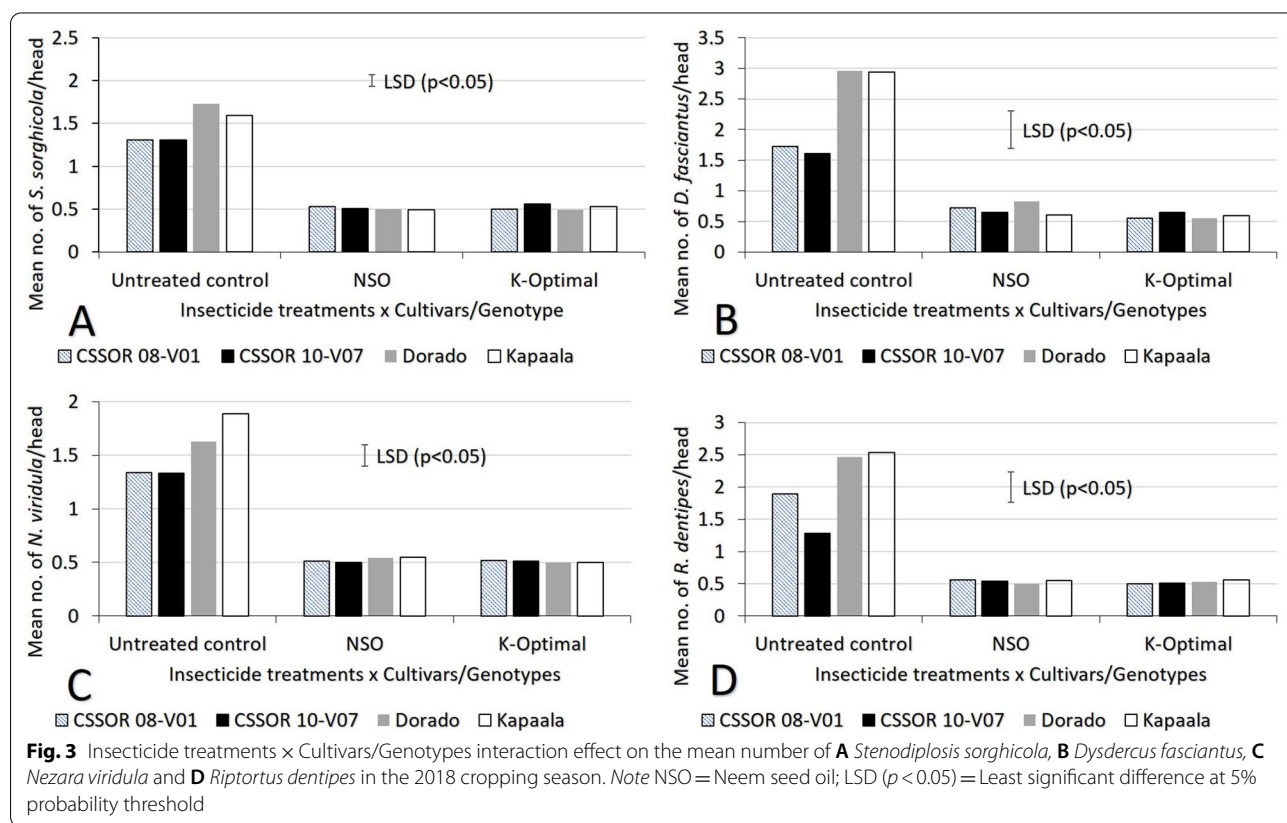 2.5
2
1.5
1
0.5
0
Mean no. of S. sorghicola/head
LSD (p<0.05)
Untreated control NSO K-Optimal
Insecticide treatments x Cultivars/Genotype
A
CSSOR 08-V01 CSSOR 10-V07 Dorado Kapaala
3.5
3
2.5
2
1.5
1
0.5
0
Mean no. of D. fasciantus/head
LSD (p<0.05)
Untreated control NSO K-Optimal
Insecticide treatments x Cultivars/Genotypes
B
CSSOR 08-V01 CSSOR 10-V07 Dorado Kapaala
2
1.5
1
0.5
0
Mean no. of N. viridula/head
LSD (p<0.05)
Untreated control NSO K-Optimal
Insecticide treatments x Cultivars/Genotypes
C
CSSOR 08-V01 CSSOR 10-V07 Dorado Kapaala
3
2.5
2
1.5
1
0.5
0
Mean no. of R. dentipes/head
LSD (p<0.05)
Untreated control NSO K-Optimal
Insecticide treatments x Cultivars/Genotypes
D
CSSOR 08-V01 CSSOR 10-V07 Dorado Kapaala
Fig. 3 Insecticide treatments × Cultivars/Genotypes interaction effect on the mean number of A Stenodiplosis sorghicola, B Dysdercus fasciantus, C
Nezara viridula and D Riptortus dentipes in the 2018 cropping season. Note NSO = Neem seed oil; LSD (p < 0.05) = Least significant difference at 5%
probability threshold